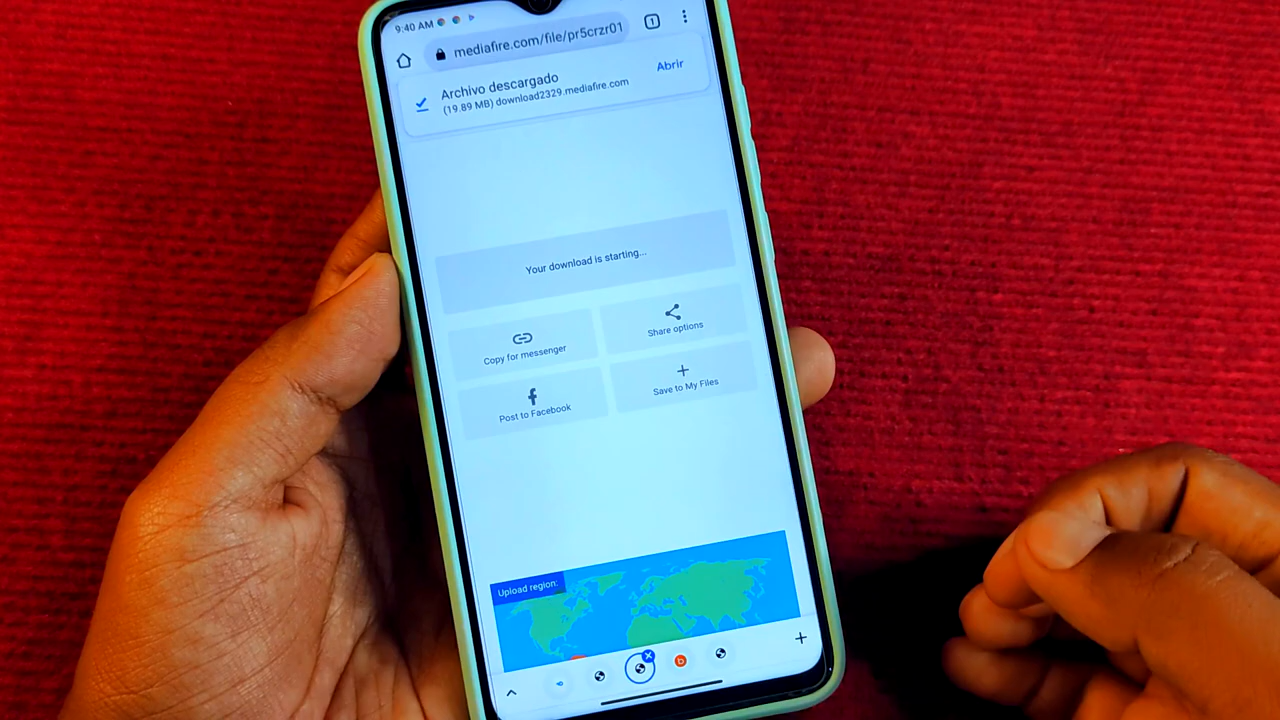 9:40 AM
mediafire.com/file/pr5crzr01
1
Archivo descargado
(19.89 MB) download2329.mediafire.com
Abrir
Your download is starting...
Copy for messenger
Share options
Post to Facebook
Save to My Files
Upload region: